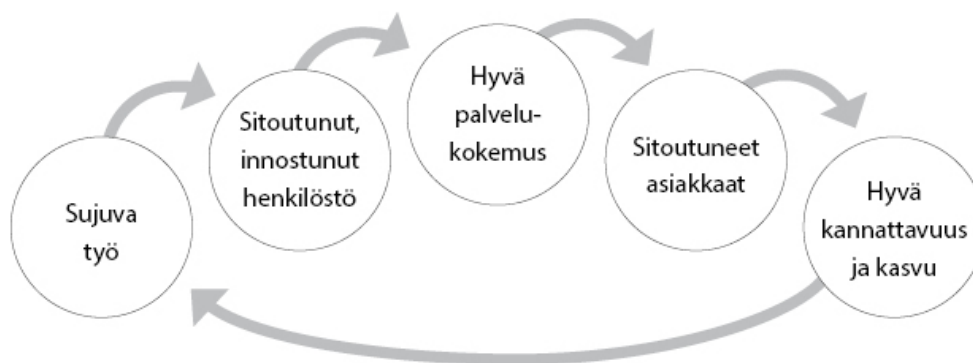 Sujuva
työ
Sitoutunut,
innostunut
henkilöstö
Hyvä
palvelu-
kokemus
Sitoutuneet
asiakkaat
Hyvä
kannattavuus
ja kasvu